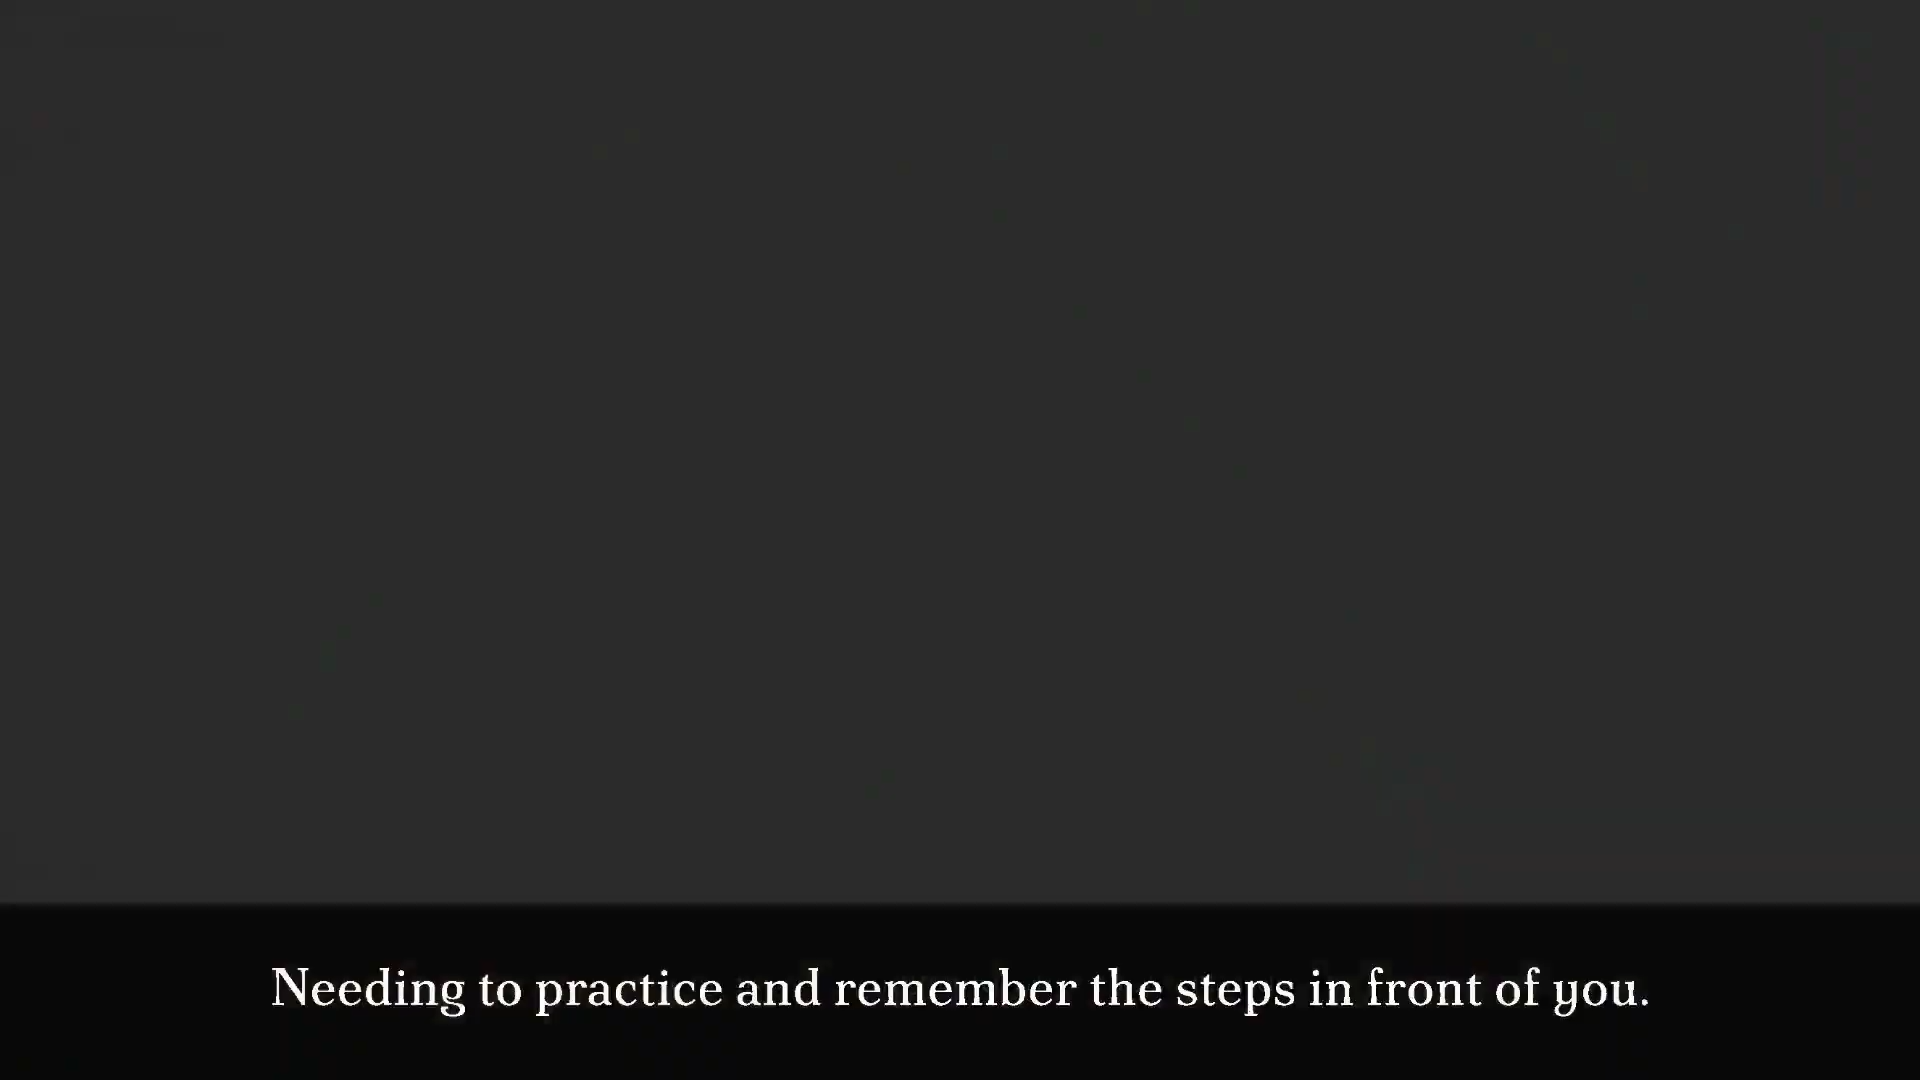 Needing to practice and remember the steps in front of you.